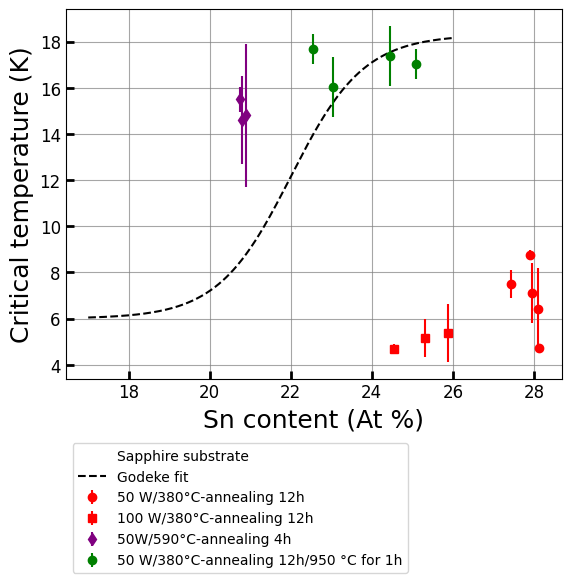 18
16
14
12
10
8
6
4
Critical temperature (K)
18
20
22
24
26
28
Sn content (At %)
Sapphire substrate
Godeke fit
50 W/380°C-annealing 12h
100 W/380°C-annealing 12h
50W/590°C-annealing 4h
50 W/380°C-annealing 12h/950 °C for 1h